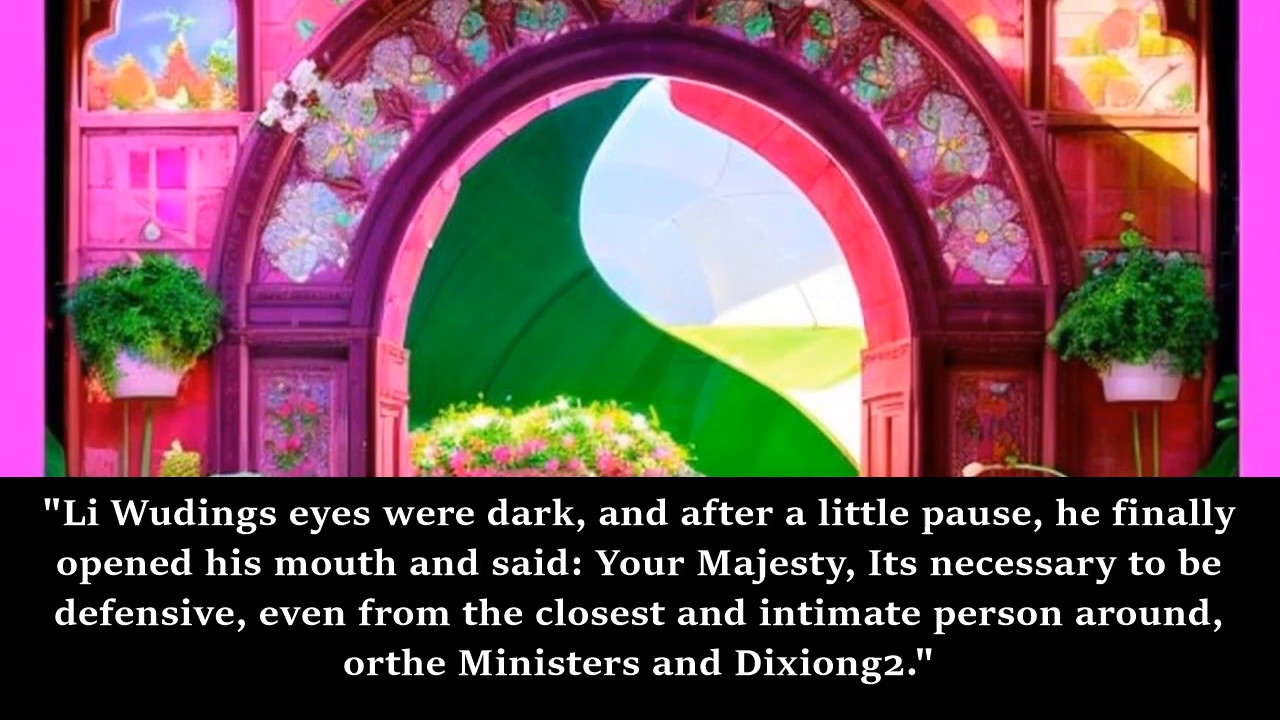 "Li Wudings eyes were dark, and after a little pause, he finally
opened his mouth and said: Your Majesty, Its necessary to be
defensive, even from the closest and intimate person around,
orthe Ministers and Dixiong2."